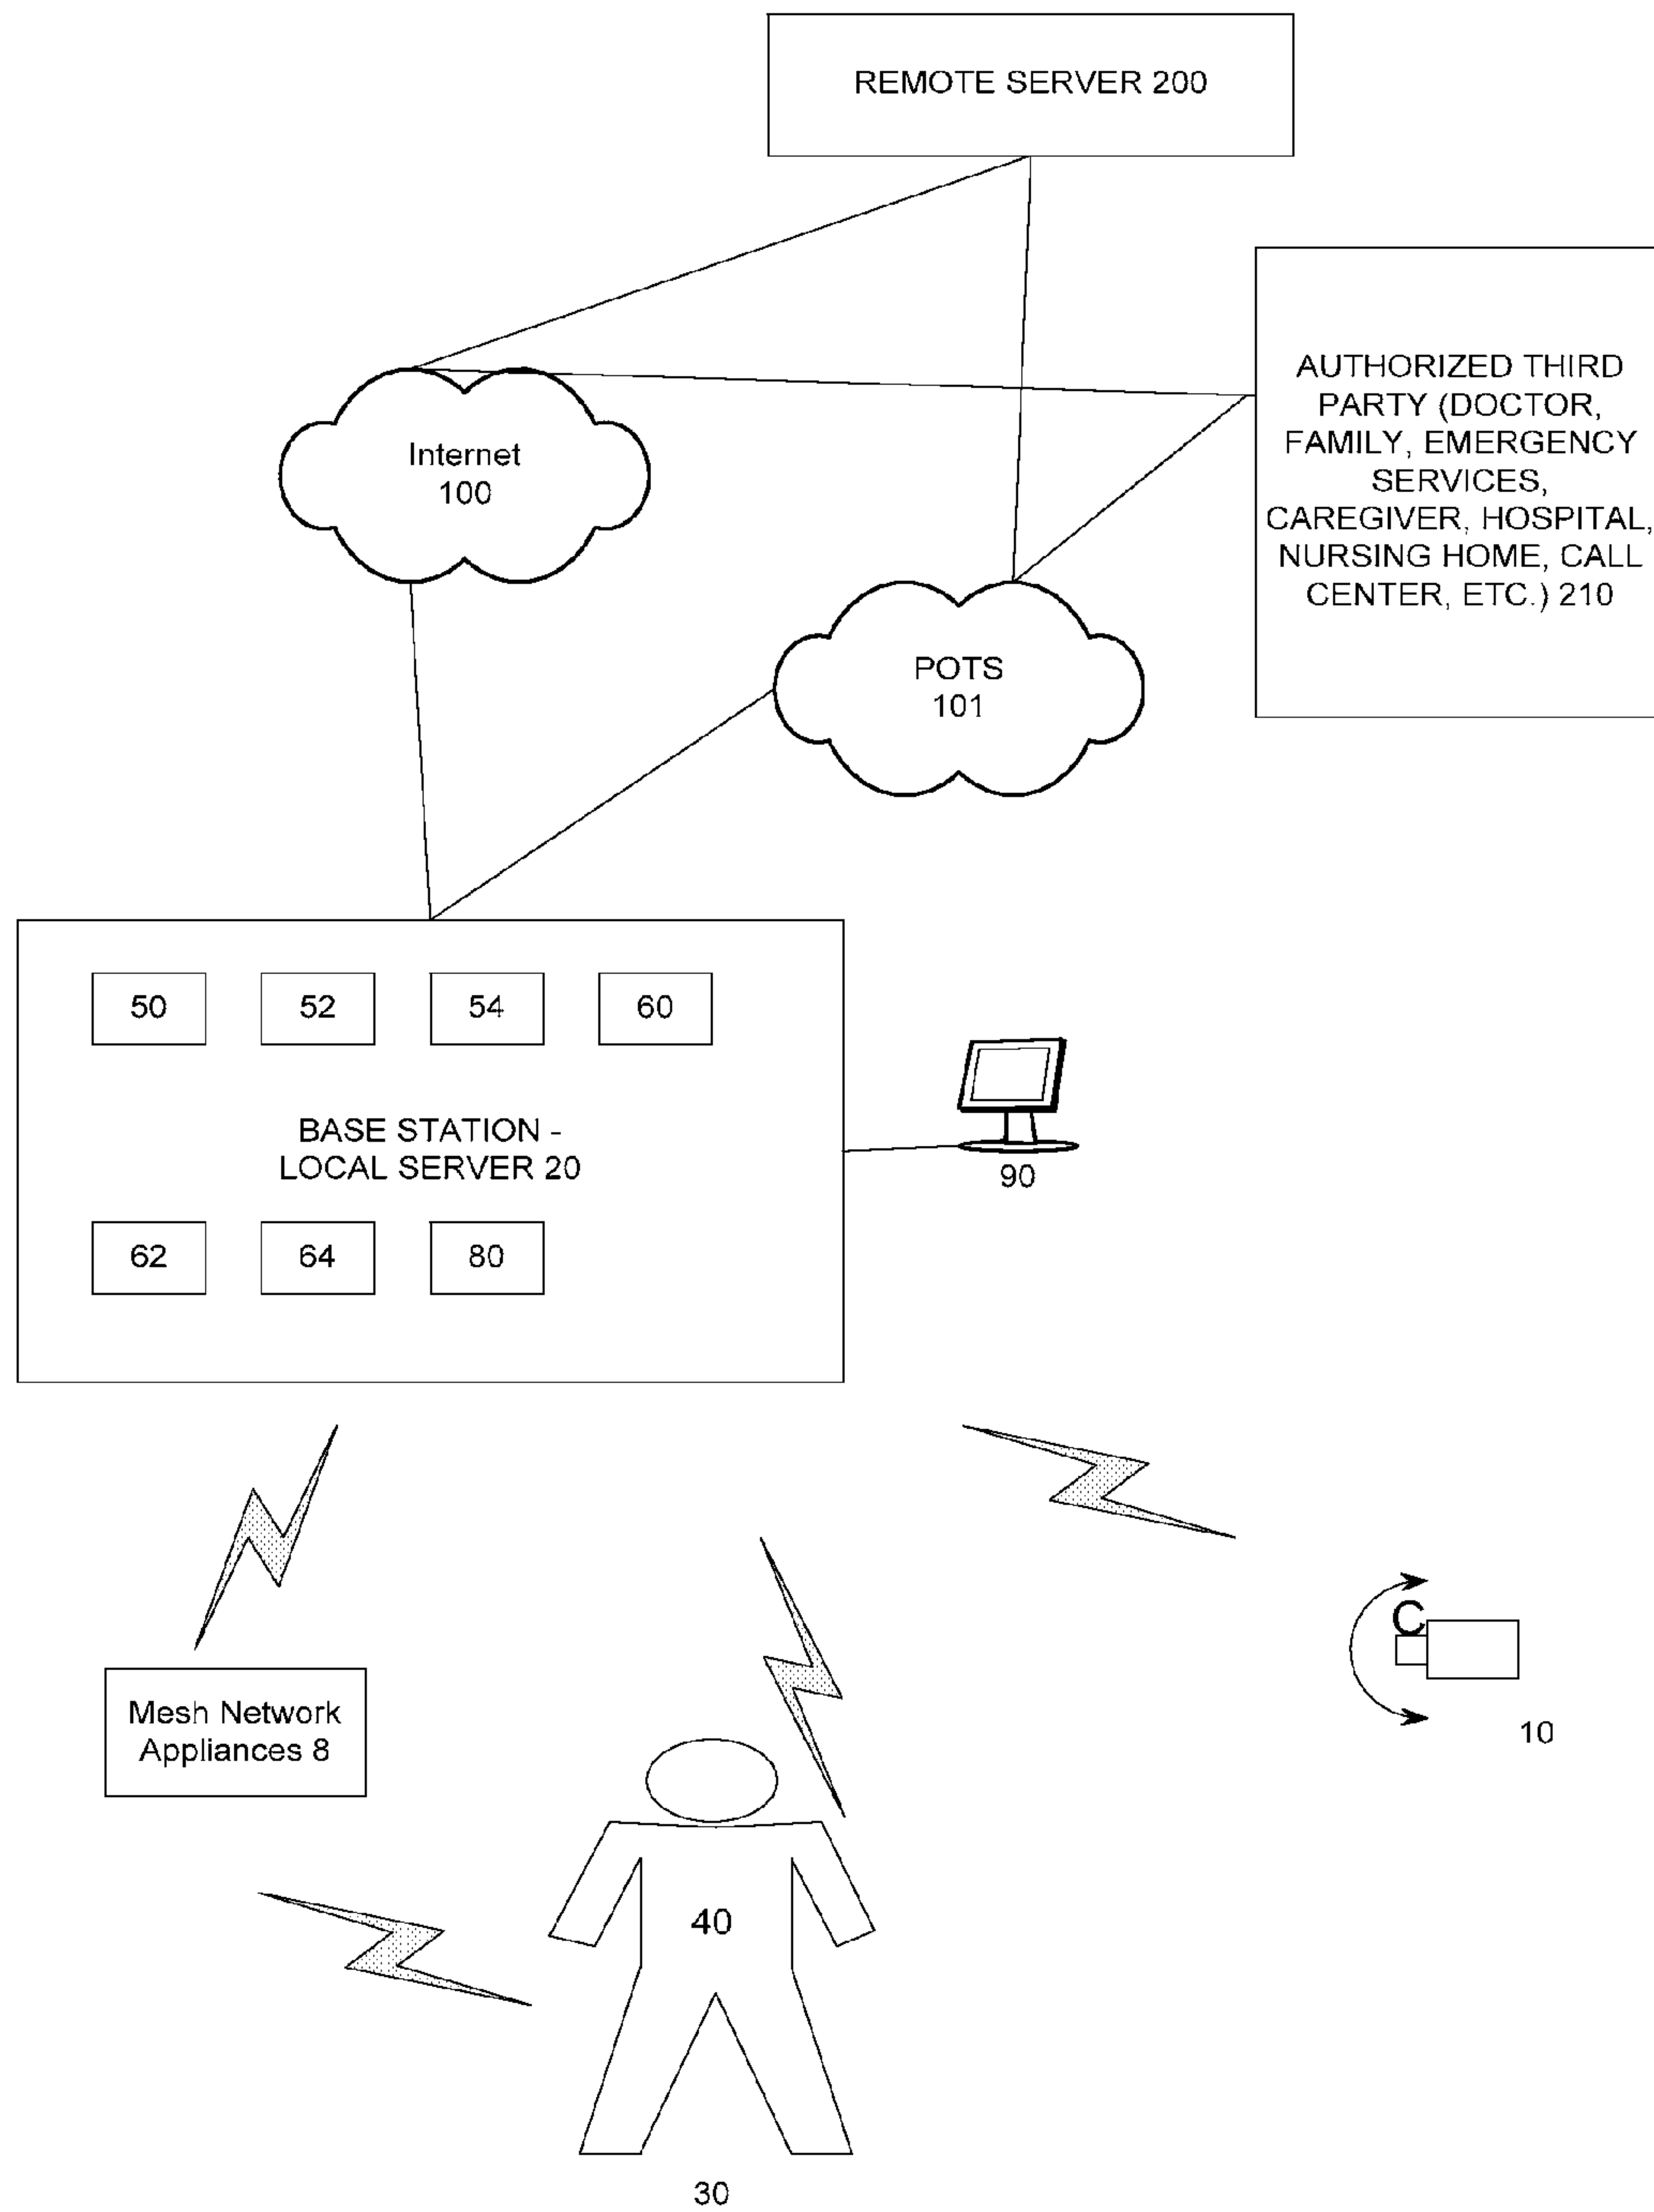 REMOTE SERVER 200
AUTHORIZED THIRD
PARTY (DOCTOR,
FAMILY, EMERGENCY
SERVICES,
CAREGIVER, HOSPITAL,
NURSING HOME, CALL
CENTER, ETC.) 210
Internet
100
POTS
101
50
52
54
60
BASE STATION -
LOCAL SERVER 20
90
62
64
80
C
10
Mesh Network
Appliances 8
40
30